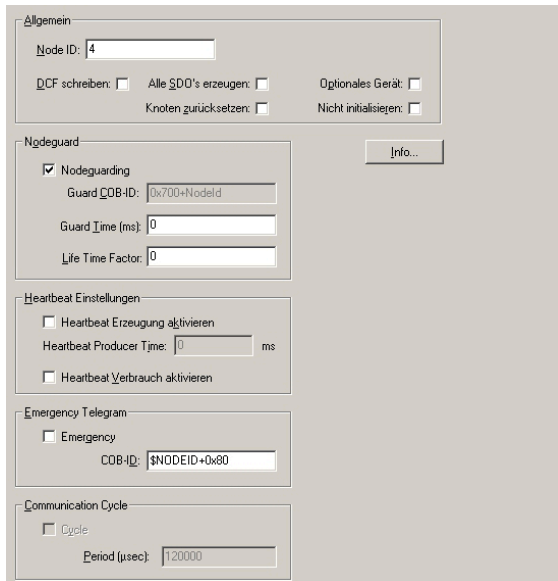 Allgemein
Node ID: 4
DCF schreiben: Alle SDO's erzeugen: Optionales Gerät:
Knoten zurücksetzen: Nicht initialisieren:
Nodeguard
Info...
Nodeguarding
Guard COB-ID: 0x700+NodeId
Guard Time (ms): 0
Life Time Factor: 0
Heartbeat Einstellungen
Heartbeat Erzeugung aktivieren
Heartbeat Producer Time: 0 ms
Heartbeat Verbrauch aktivieren
Emergency Telegram
Emergency
COB-ID: $NODEID+0x80
Communication Cycle
Cycle
Period (µsec): 120000